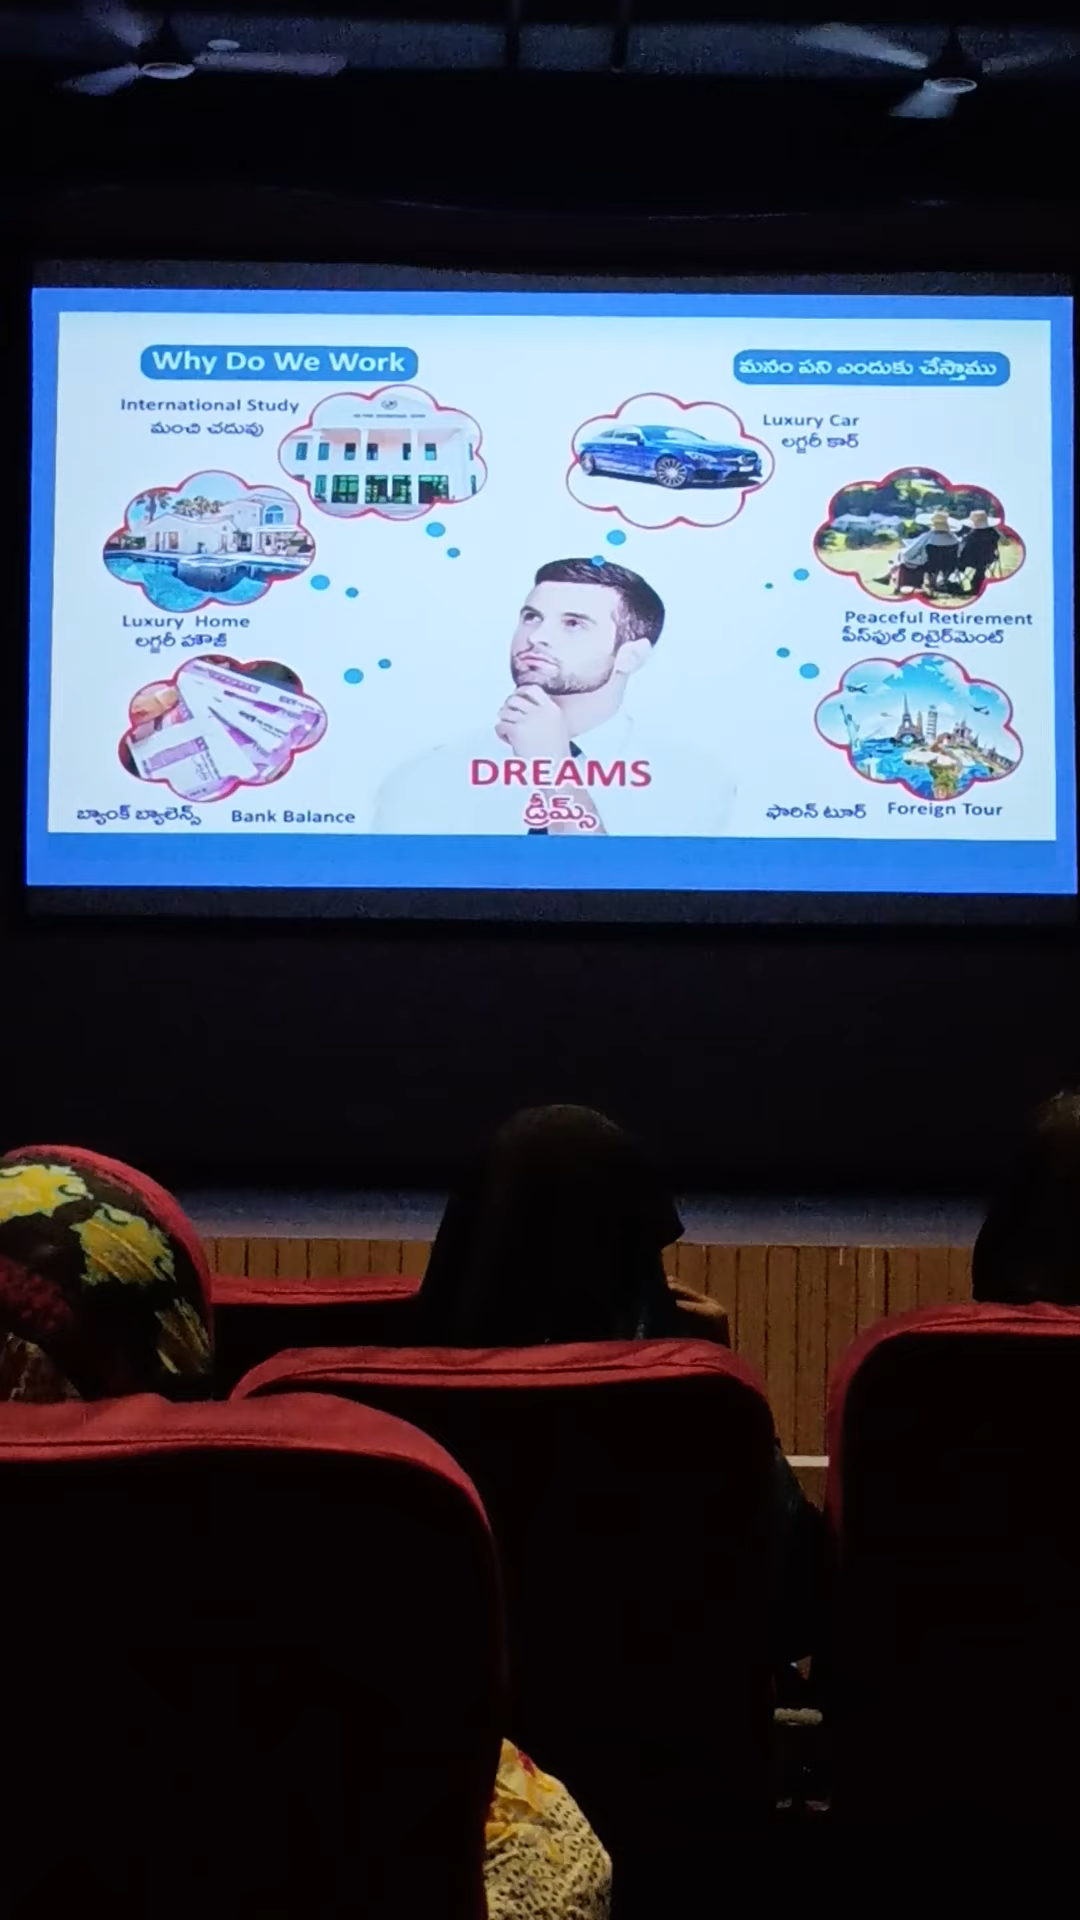 Why Do We Work
మనం పని ఎందుకు చేస్తాము
International Study
మంచి చదువు
Luxury Car
లగ్జరీ కార్
Luxury Home
లగ్జరీ హౌజ్
Peaceful Retirement
పీస్‌ఫుల్ రిటైర్‌మెంట్
DREAMS
డ్రీమ్స్
బ్యాంక్ బ్యాలెన్స్ Bank Balance
ఫారిన్ టూర్ Foreign Tour